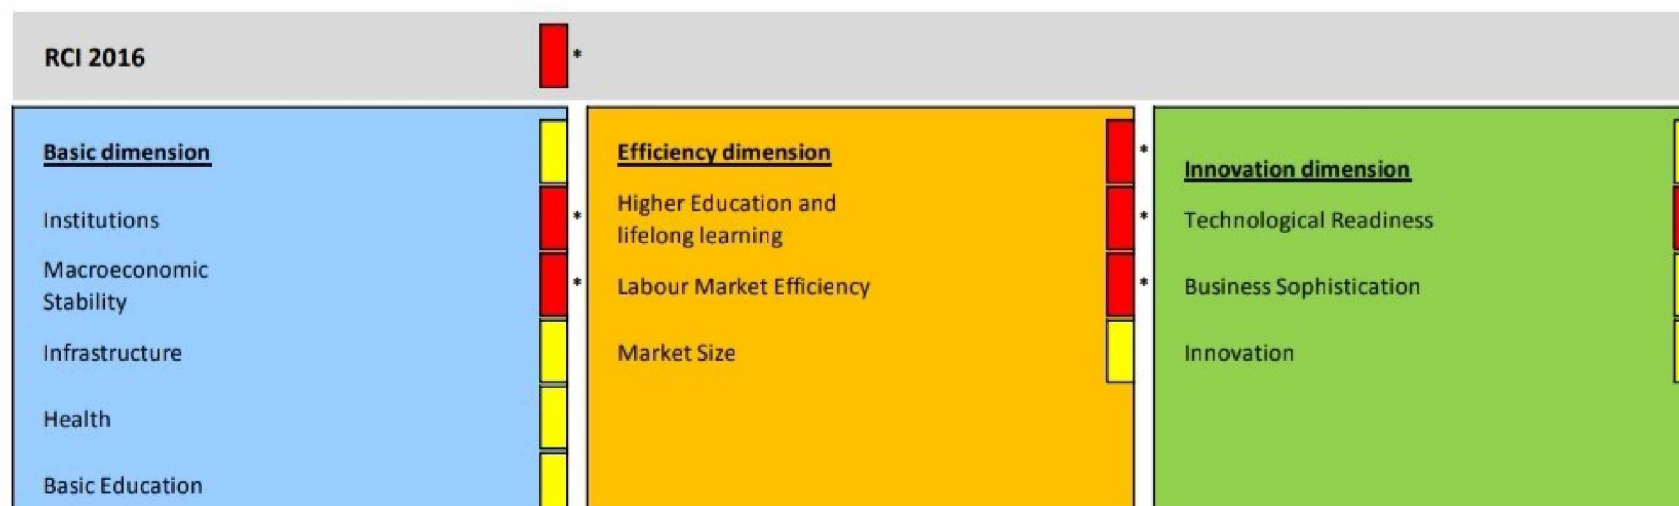 RCI 2016 *
Basic dimension
Institutions *
Macroeconomic
Stability *
Infrastructure
Health
Basic Education
Efficiency dimension *
Higher Education and
lifelong learning *
Labour Market Efficiency *
Market Size
Innovation dimension
Technological Readiness
Business Sophistication
Innovation